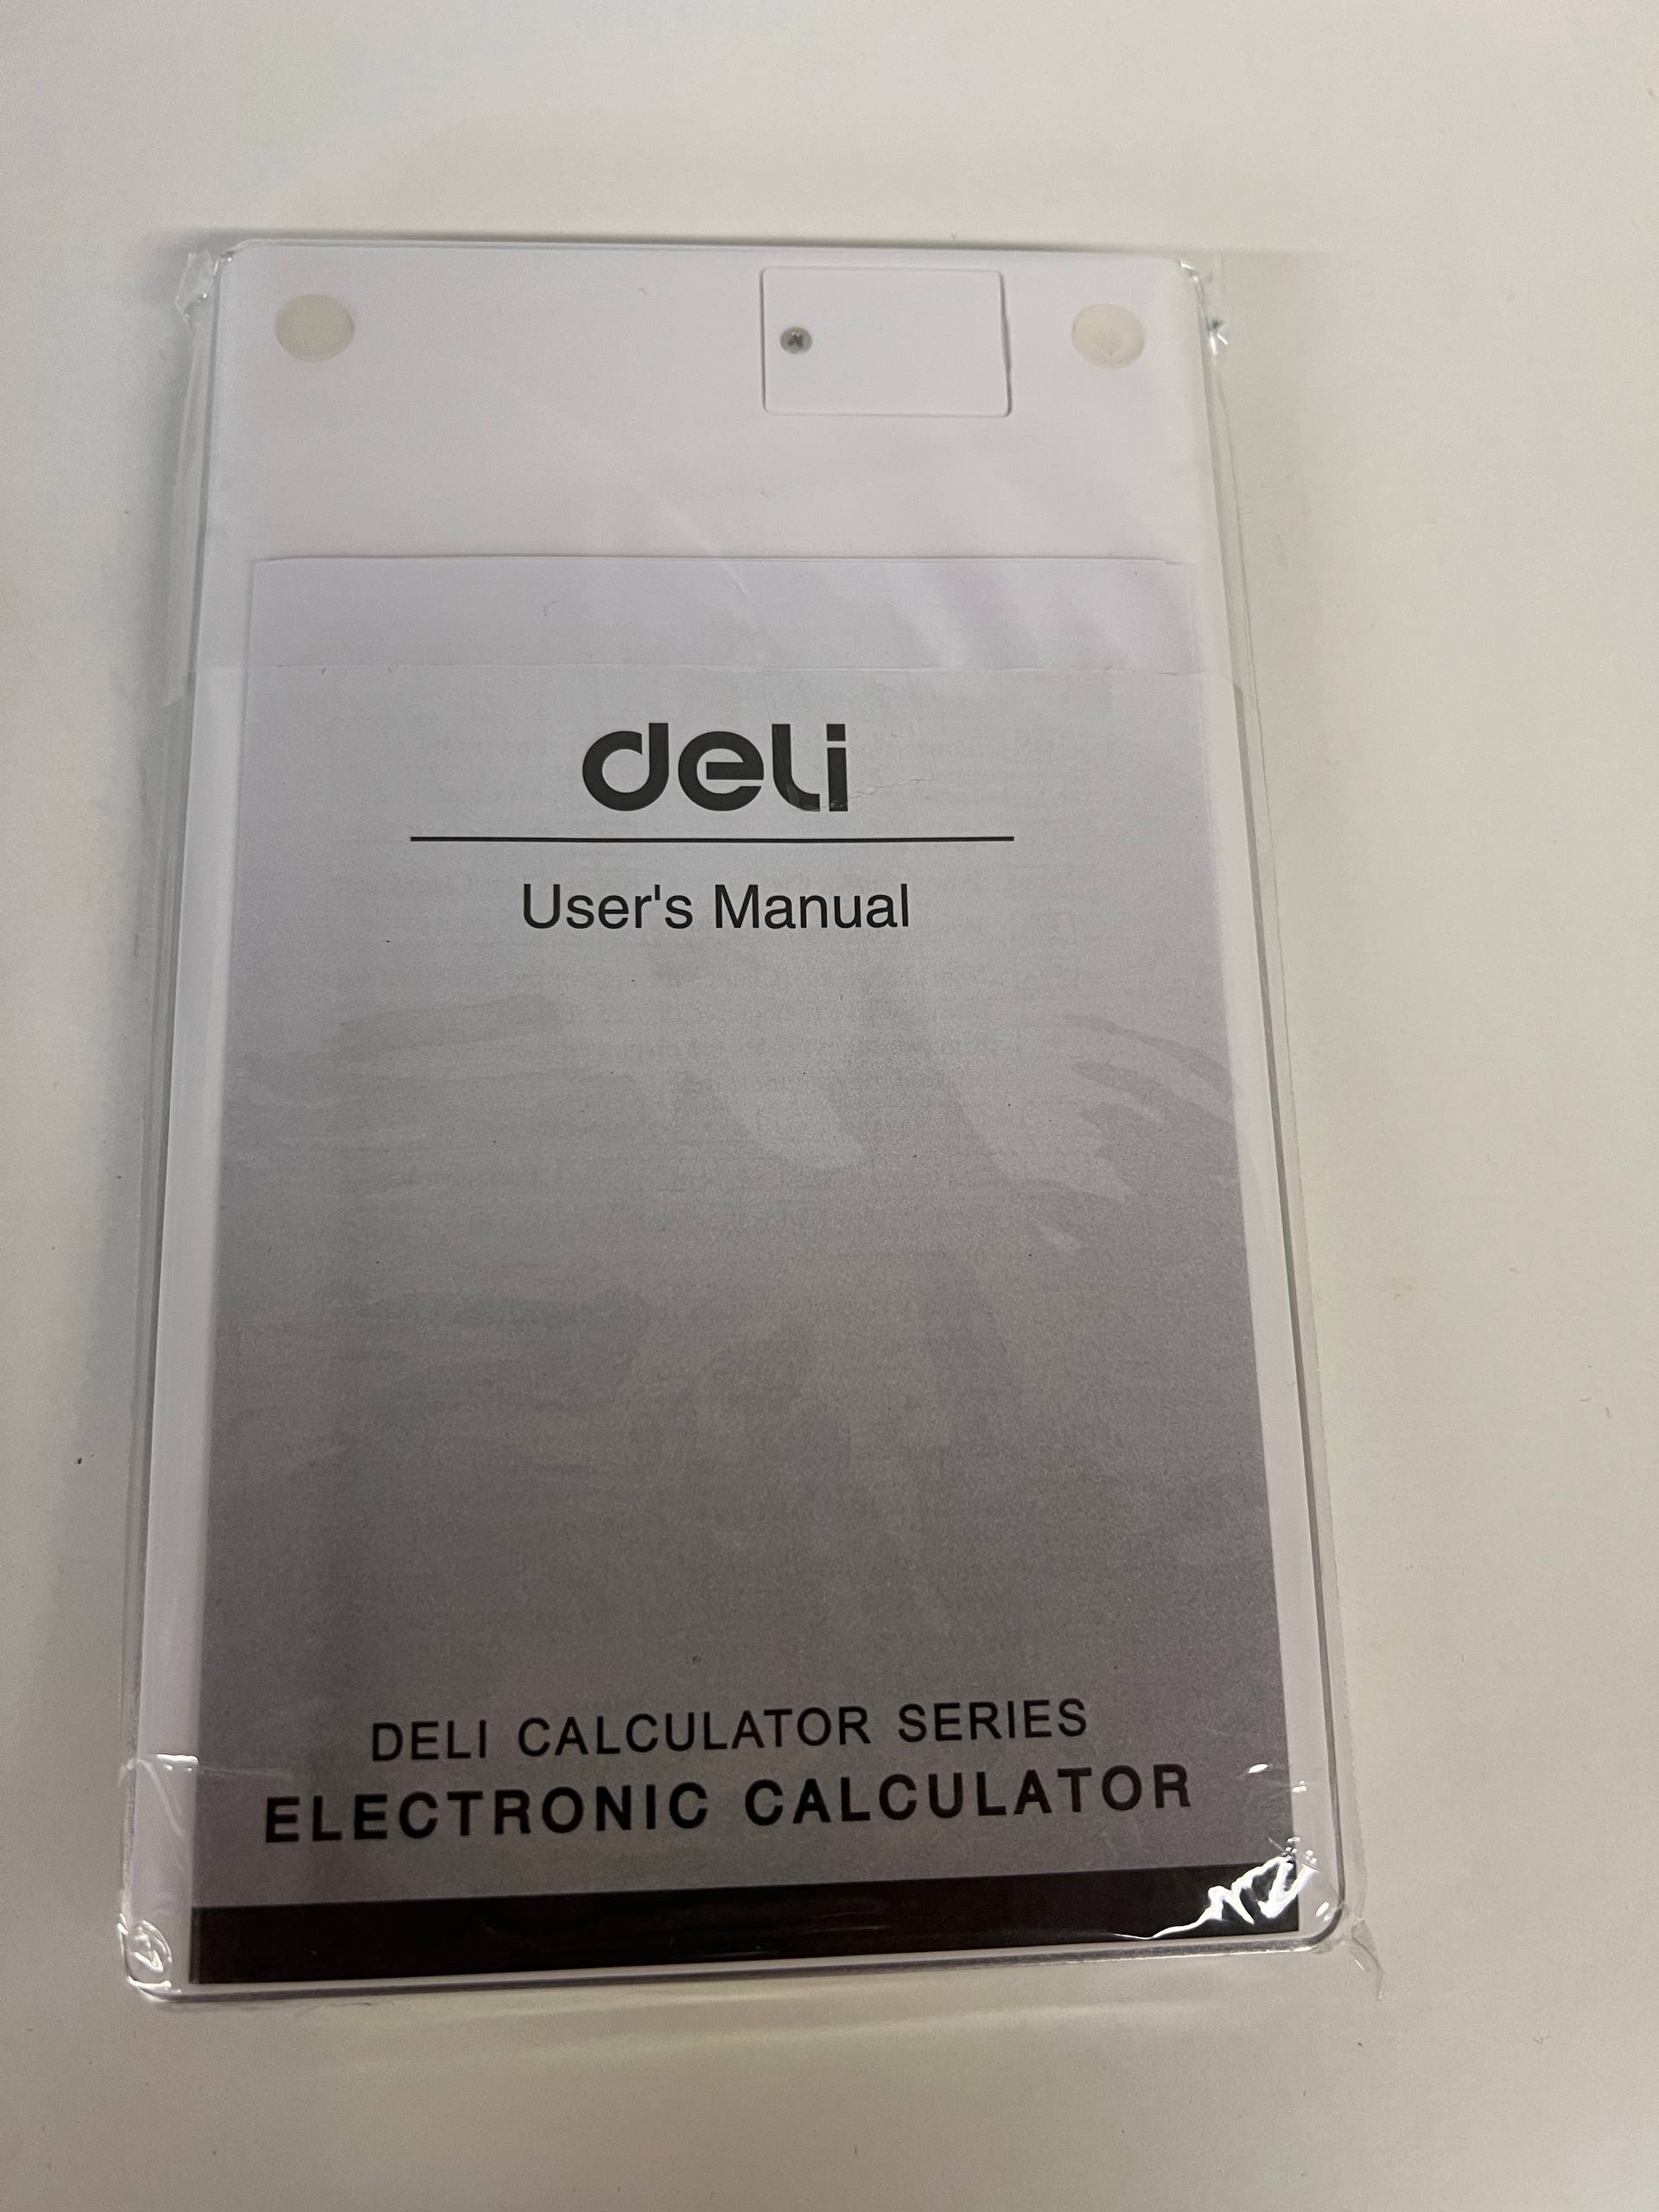 deli
User's Manual
DELI CALCULATOR SERIES
ELECTRONIC CALCULATOR